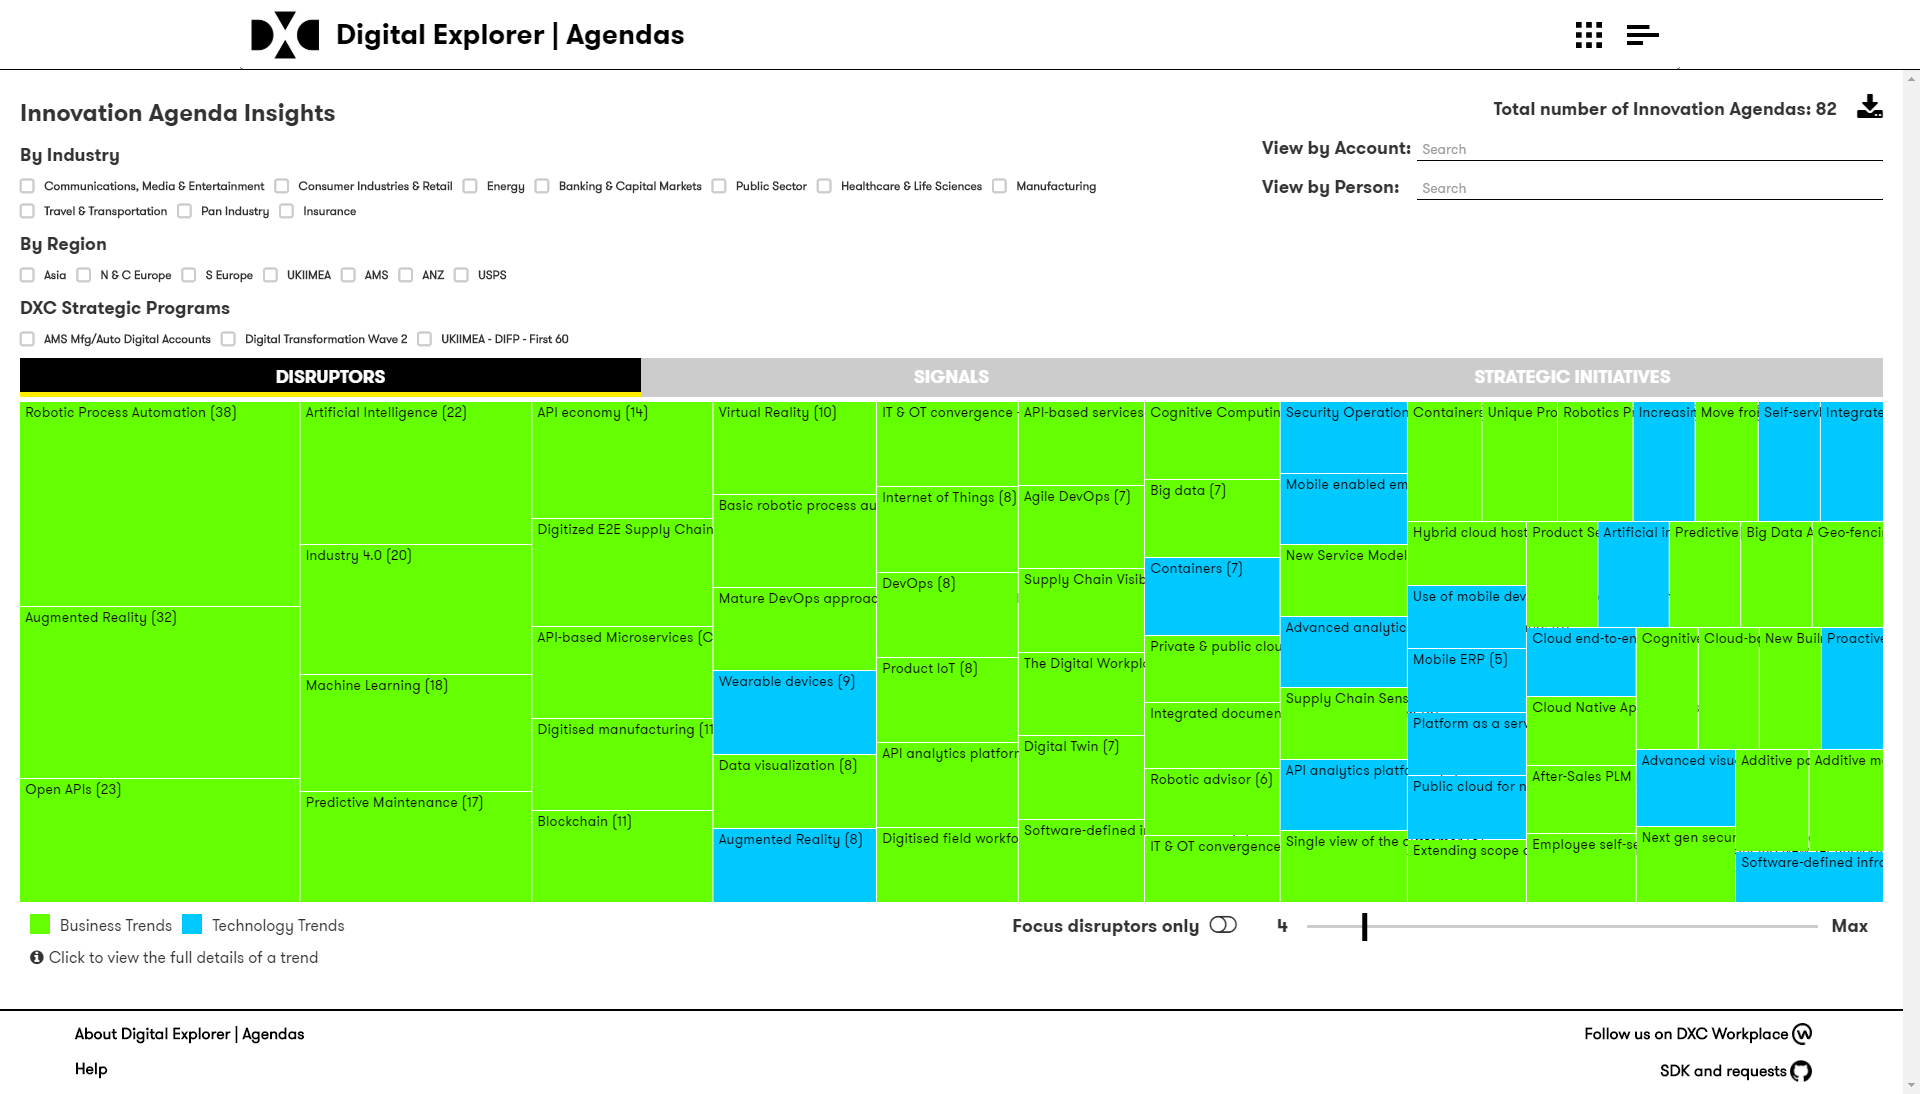 Digital Explorer | Agendas
Innovation Agenda Insights
Total number of Innovation Agendas: 82
By Industry
View by Account: Search
Communications, Media & Entertainment Consumer Industries & Retail Energy Banking & Capital Markets Public Sector Healthcare & Life Sciences Manufacturing
View by Person: Search
Travel & Transportation Pan Industry Insurance
By Region
Asia N & C Europe S Europe UKIIMEA AMS ANZ USPS
DXC Strategic Programs
AMS Mfg/Auto Digital Accounts Digital Transformation Wave 2 UKIIMEA - DIFP - First 60
DISRUPTORS SIGNALS STRATEGIC INITIATIVES
Robotic Process Automation (38)
Augmented Reality (32)
Open APIs (23)
Artificial Intelligence (22)
Industry 4.0 (20)
Machine Learning (18)
Predictive Maintenance (17)
API economy (14)
Digitized E2E Supply Chain
API-based Microservices (C
Digitised manufacturing (11
Blockchain (11)
Virtual Reality (10)
Basic robotic process au
Mature DevOps approac
Wearable devices (9)
Data visualization (8)
Augmented Reality (8)
IT & OT convergence
Internet of Things (8)
DevOps (8)
Product IoT (8)
API analytics platfor
Digitised field workfo
API-based services
Agile DevOps (7)
Supply Chain Visib
The Digital Workpl
Digital Twin (7)
Software-defined i
Cognitive Computin
Big data (7)
Containers (7)
Private & public clou
Integrated documen
Robotic advisor (6)
IT & OT convergence
Security Operation
Mobile enabled em
New Service Model
Advanced analytic
Supply Chain Sens
API analytics platf
Single view of the
Containers
Unique Pro
Robotics P
Increasin
Move fro
Self-serv
Integrate
Hybrid cloud host
Use of mobile dev
Mobile ERP (5)
Platform as a serv
Public cloud for
Extending scope
Product Se
Artificial in
Predictive
Big Data A
Geo-fenci
Cloud end-to-en
Cloud Native Ap
After-Sales PLM
Employee self-se
Cognitive
Cloud-b
New Buil
Proactive
Advanced visu
Next gen secur
Additive po
Additive m
Software-defined infra
Business Trends Technology Trends
Focus disruptors only 4 Max
Click to view the full details of a trend
About Digital Explorer | Agendas
Follow us on DXC Workplace
Help
SDK and requests